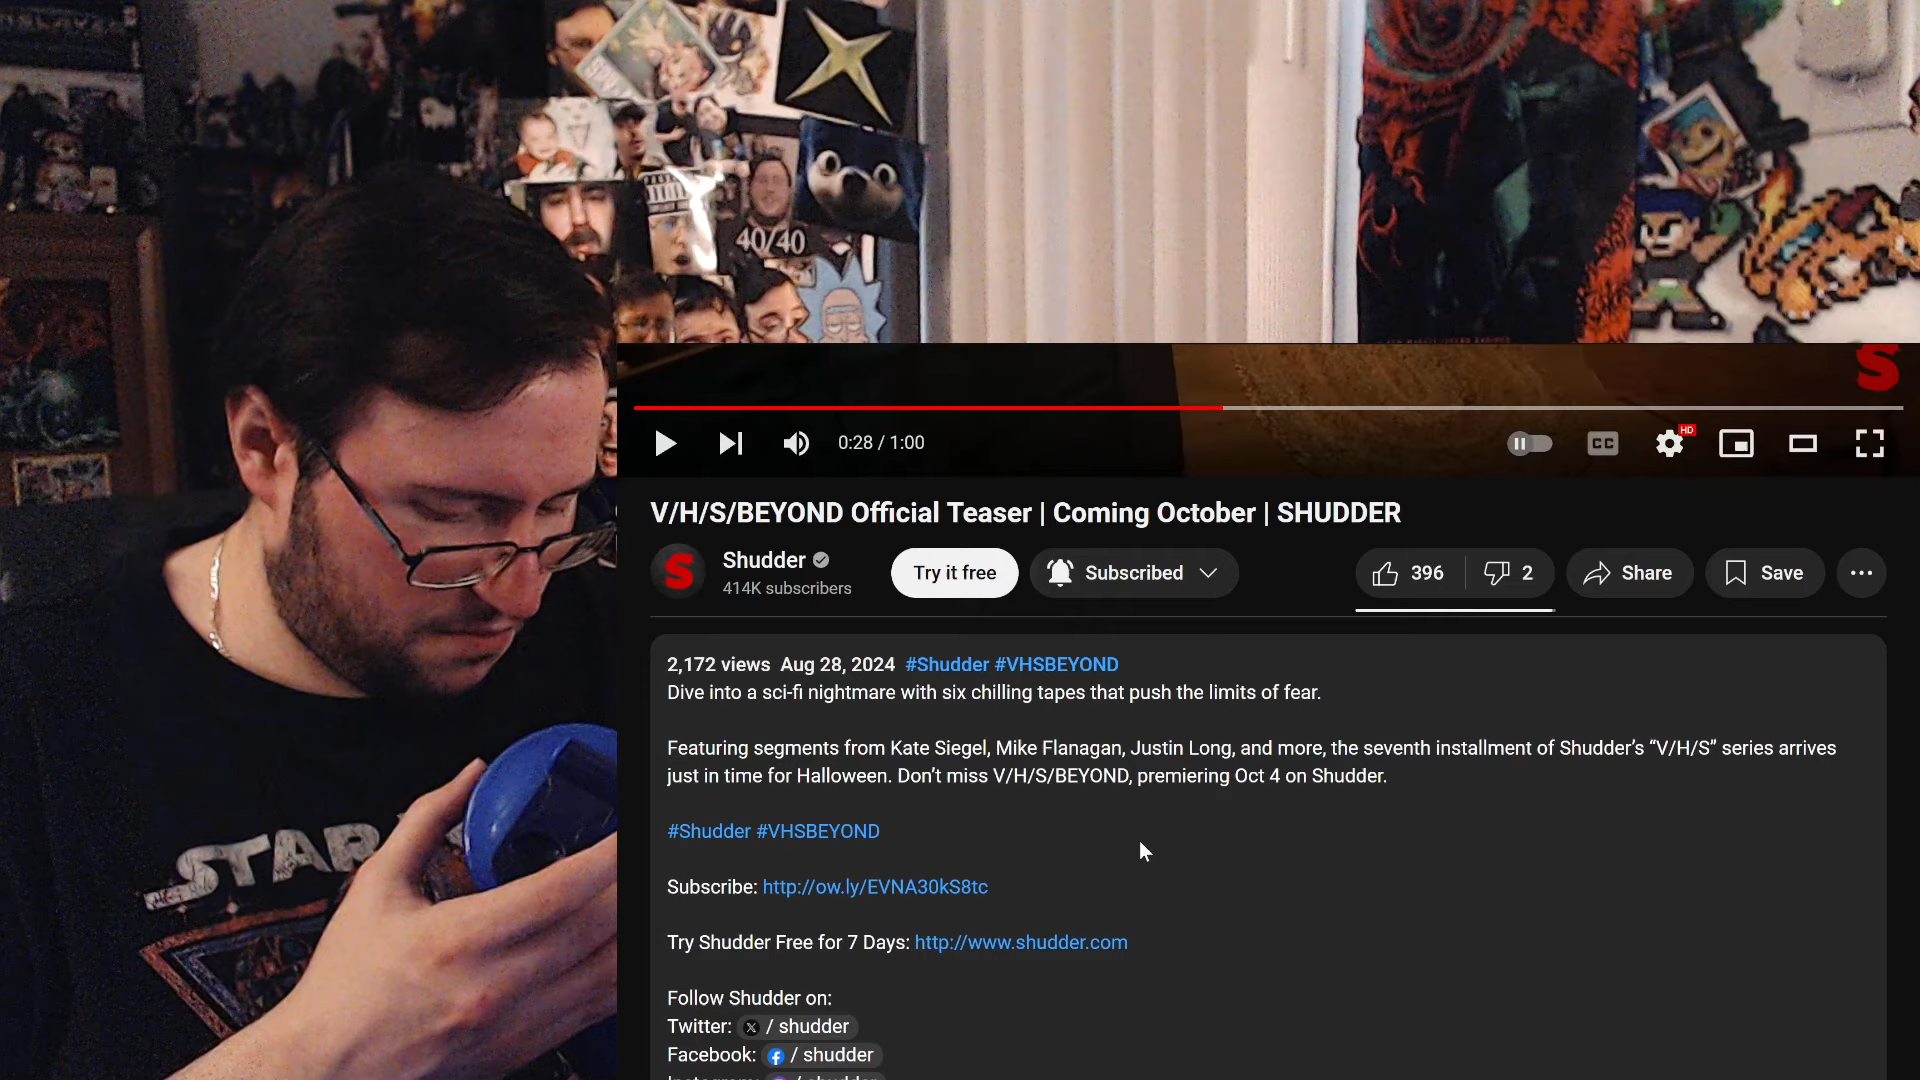 40/40
STAR
S
HD
CC
0:28 / 1:00
V/H/S/BEYOND Official Teaser | Coming October | SHUDDER
S
Shudder
414K subscribers
Try it free
Subscribed
396
2
Share
Save
2,172 views Aug 28, 2024 #Shudder #VHSBEYOND
Dive into a sci-fi nightmare with six chilling tapes that push the limits of fear.
Featuring segments from Kate Siegel, Mike Flanagan, Justin Long, and more, the seventh installment of Shudder's “V/H/S” series arrives
just in time for Halloween. Don't miss V/H/S/BEYOND, premiering Oct 4 on Shudder.
#Shudder #VHSBEYOND
Subscribe: http://ow.ly/EVNA30kS8tc
Try Shudder Free for 7 Days: http://www.shudder.com
Follow Shudder on:
Twitter: / shudder
Facebook: / shudder